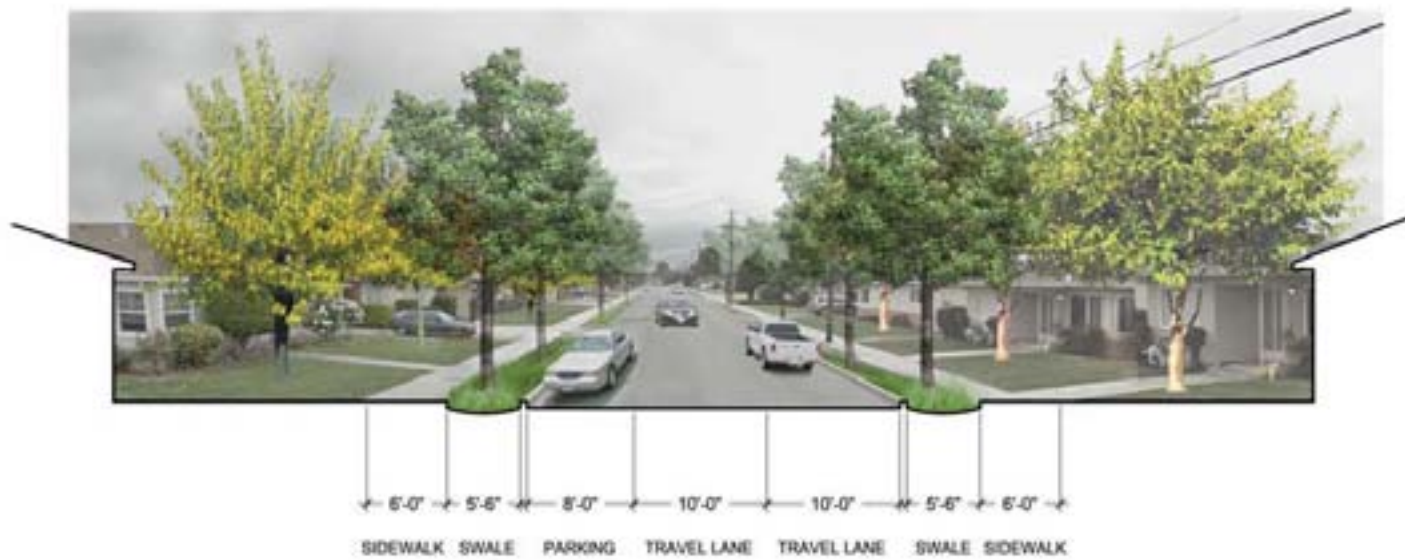 6'-0" 5'-6" 8'-0" 10'-0" 10'-0" 5'-6" 6'-0"
SIDEWALK SWALE PARKING TRAVEL LANE TRAVEL LANE SWALE SIDEWALK